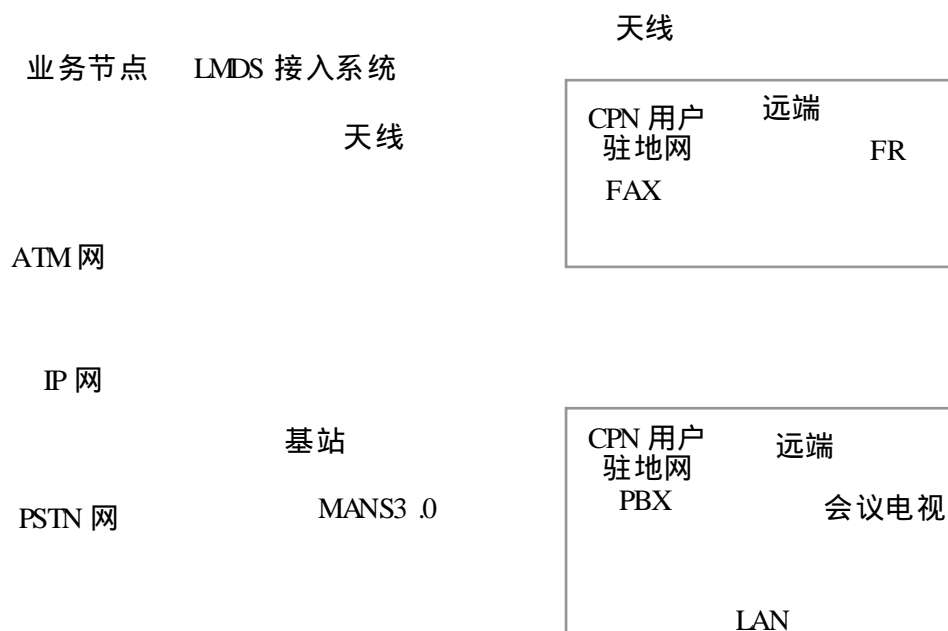 天线
业务节点 LMDS 接入系统
天线
CPN 用户
驻地网
远端
FR
FAX
ATM 网
IP 网
基站
CPN 用户
驻地网
远端
PSTN 网
MANS3 .0
PBX
会议电视
LAN